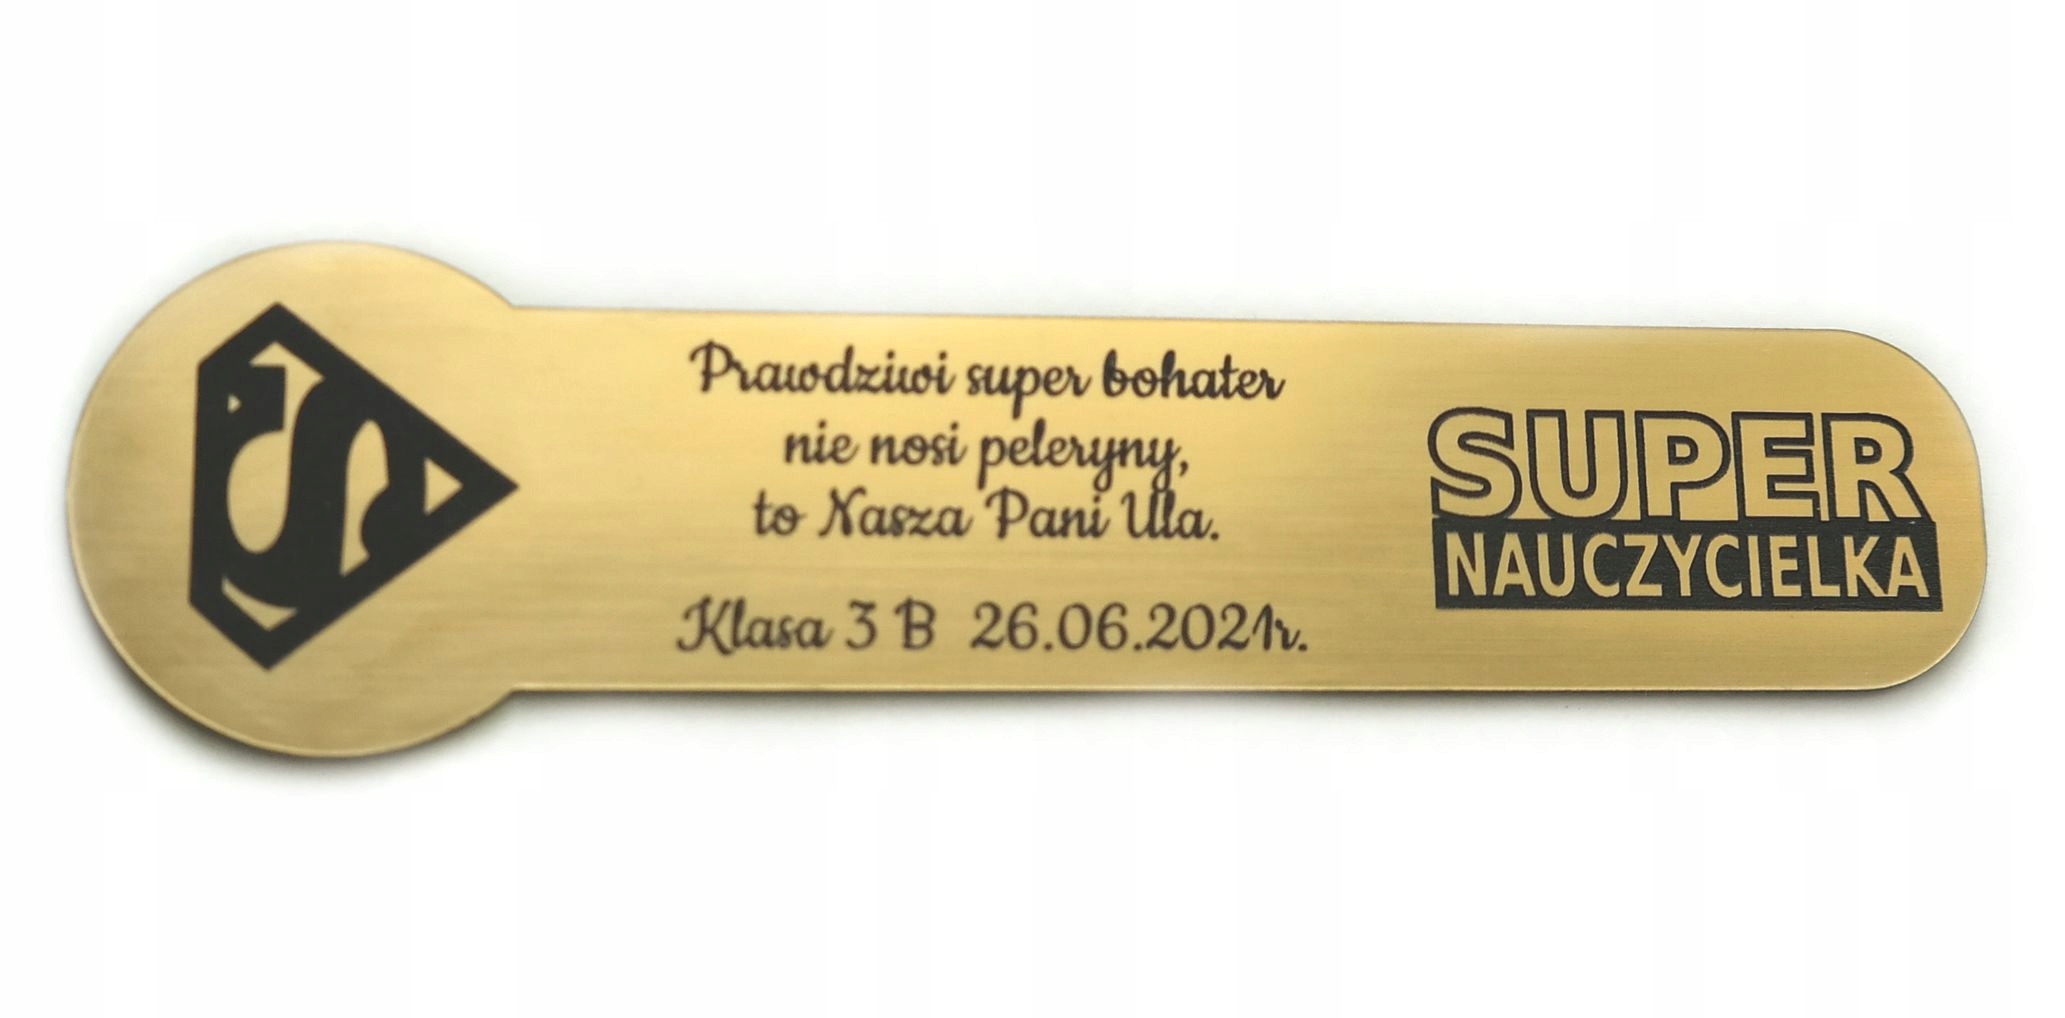 Prawdziwi super bohater
nie nosi peleryny,
to Nasza Pani Ula.
Klasa 3 B 26.06.2021r.
SUPER
NAUCZYCIELKA